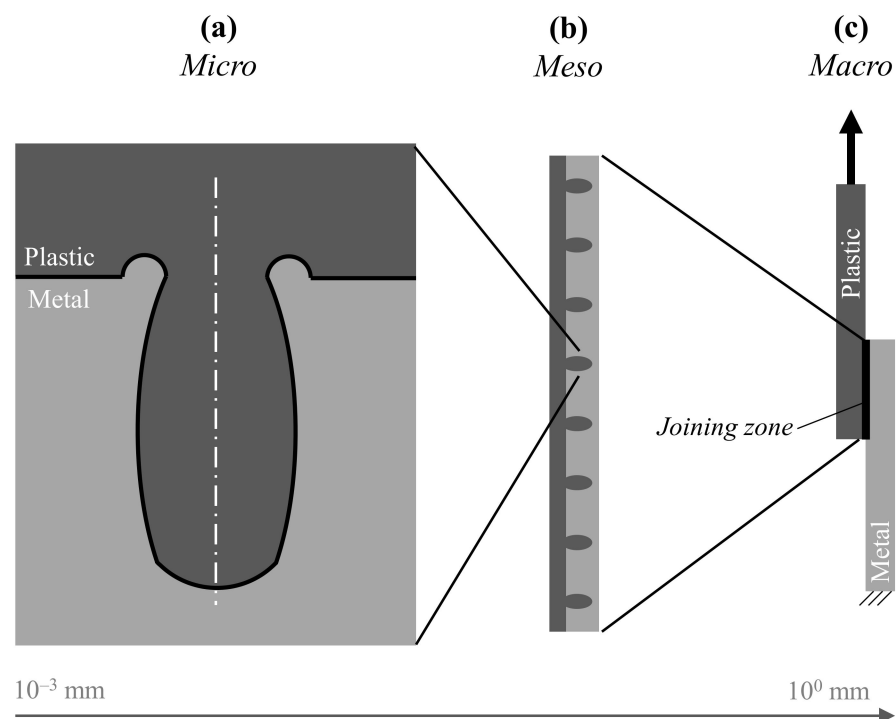 (a)
Micro
(b)
Meso
(c)
Macro
Plastic
Metal
Plastic
Joining zone
Metal
10⁻³ mm
10⁰ mm